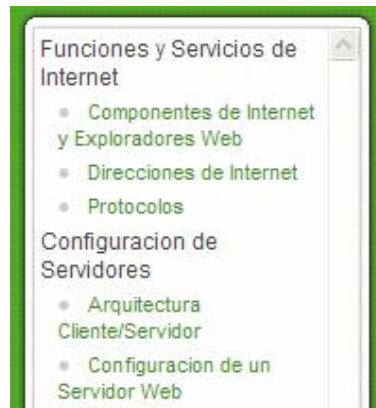 Funciones y Servicios de
Internet
Componentes de Internet
y Exploradores Web
Direcciones de Internet
Protocolos
Configuracion de
Servidores
Arquitectura
Cliente/Servidor
Configuracion de un
Servidor Web